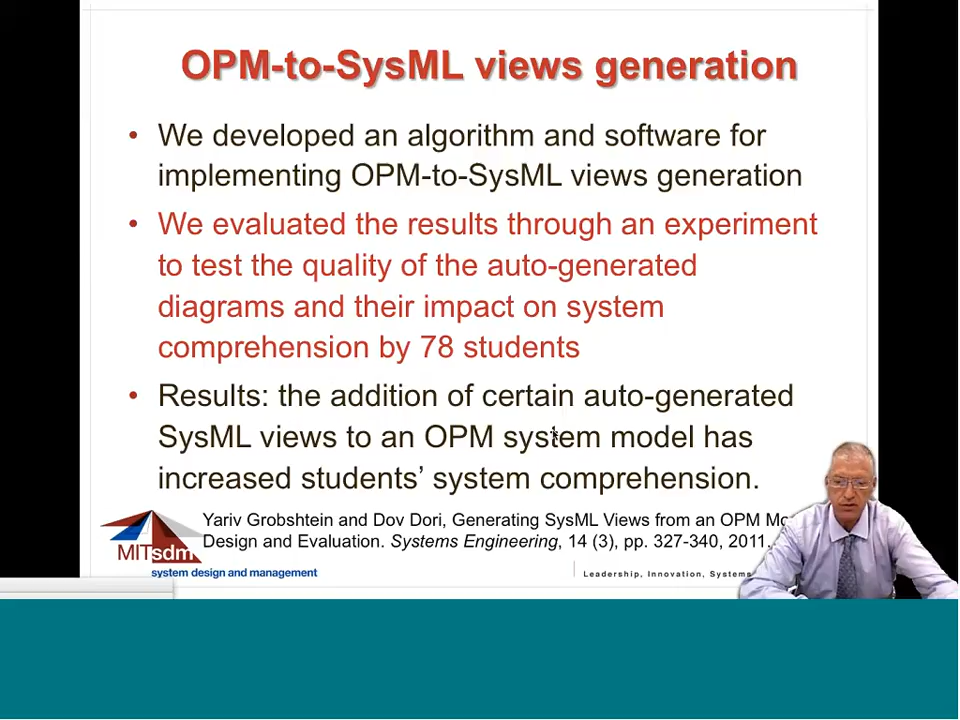 OPM-to-SysML views generation
• We developed an algorithm and software for
implementing OPM-to-SysML views generation
• We evaluated the results through an experiment
to test the quality of the auto-generated
diagrams and their impact on system
comprehension by 78 students
• Results: the addition of certain auto-generated
SysML views to an OPM system model has
increased students’ system comprehension.
Yariv Grobshtein and Dov Dori, Generating SysML Views from an OPM
Design and Evaluation. Systems Engineering, 14 (3), pp. 327-340, 2011.
MITsdm
system design and management
Leadership, Innovation, Systems